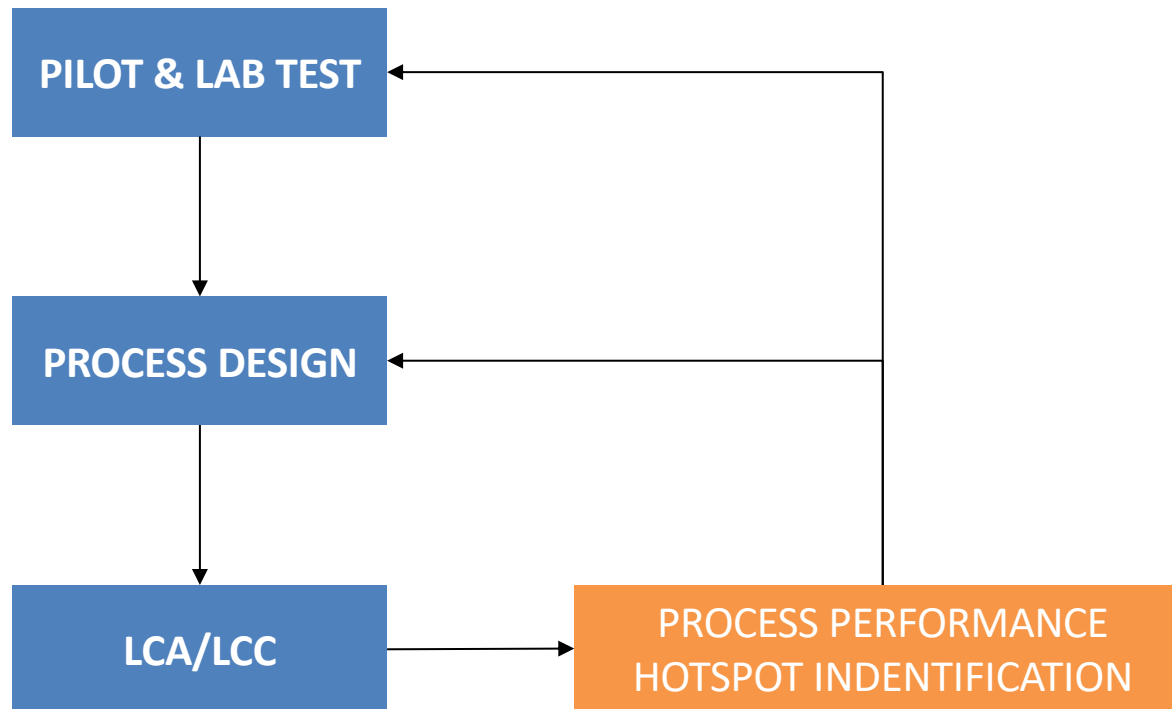 PILOT & LAB TEST
PROCESS DESIGN
LCA/LCC
PROCESS PERFORMANCE
HOTSPOT INDENTIFICATION